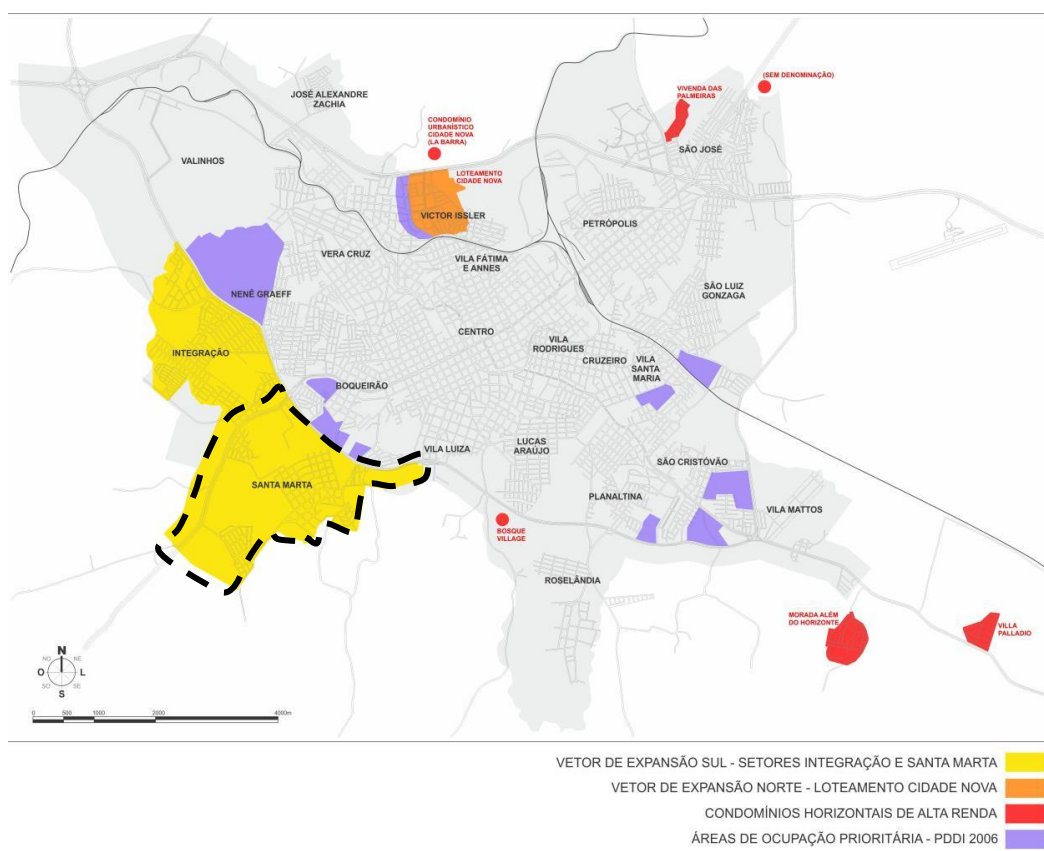 (SEM DENOMINAÇÃO)
VIVENDA DAS
PALMEIRAS
JOSÉ ALEXANDRE
ZACHIA
CONDOMÍNIO
URBANÍSTICO
CIDADE NOVA
(LA BARRA)
SÃO JOSÉ
VALINHOS
LOTEAMENTO
CIDADE NOVA
VICTOR ISSLER
PETRÓPOLIS
VERA CRUZ
VILA FÁTIMA
E ANNES
NENÊ GRAEFF
SÃO LUIZ
GONZAGA
CENTRO
VILA
RODRIGUES
INTEGRAÇÃO
CRUZEIRO
VILA
SANTA
MARIA
BOQUEIRÃO
VILA LUIZA
LUCAS
ARAÚJO
SÃO CRISTÓVÃO
SANTA MARTA
PLANALTINA
VILA MATTOS
BOSQUE
VILLAGE
ROSELÂNDIA
MORADA ALÉM
DO HORIZONTE
VILLA
PALLADIO
N
NO NE
O L
SO SE
S
0 500 1000 2000 4000m
VETOR DE EXPANSÃO SUL - SETORES INTEGRAÇÃO E SANTA MARTA
VETOR DE EXPANSÃO NORTE - LOTEAMENTO CIDADE NOVA
CONDOMÍNIOS HORIZONTAIS DE ALTA RENDA
ÁREAS DE OCUPAÇÃO PRIORITÁRIA - PDDI 2006